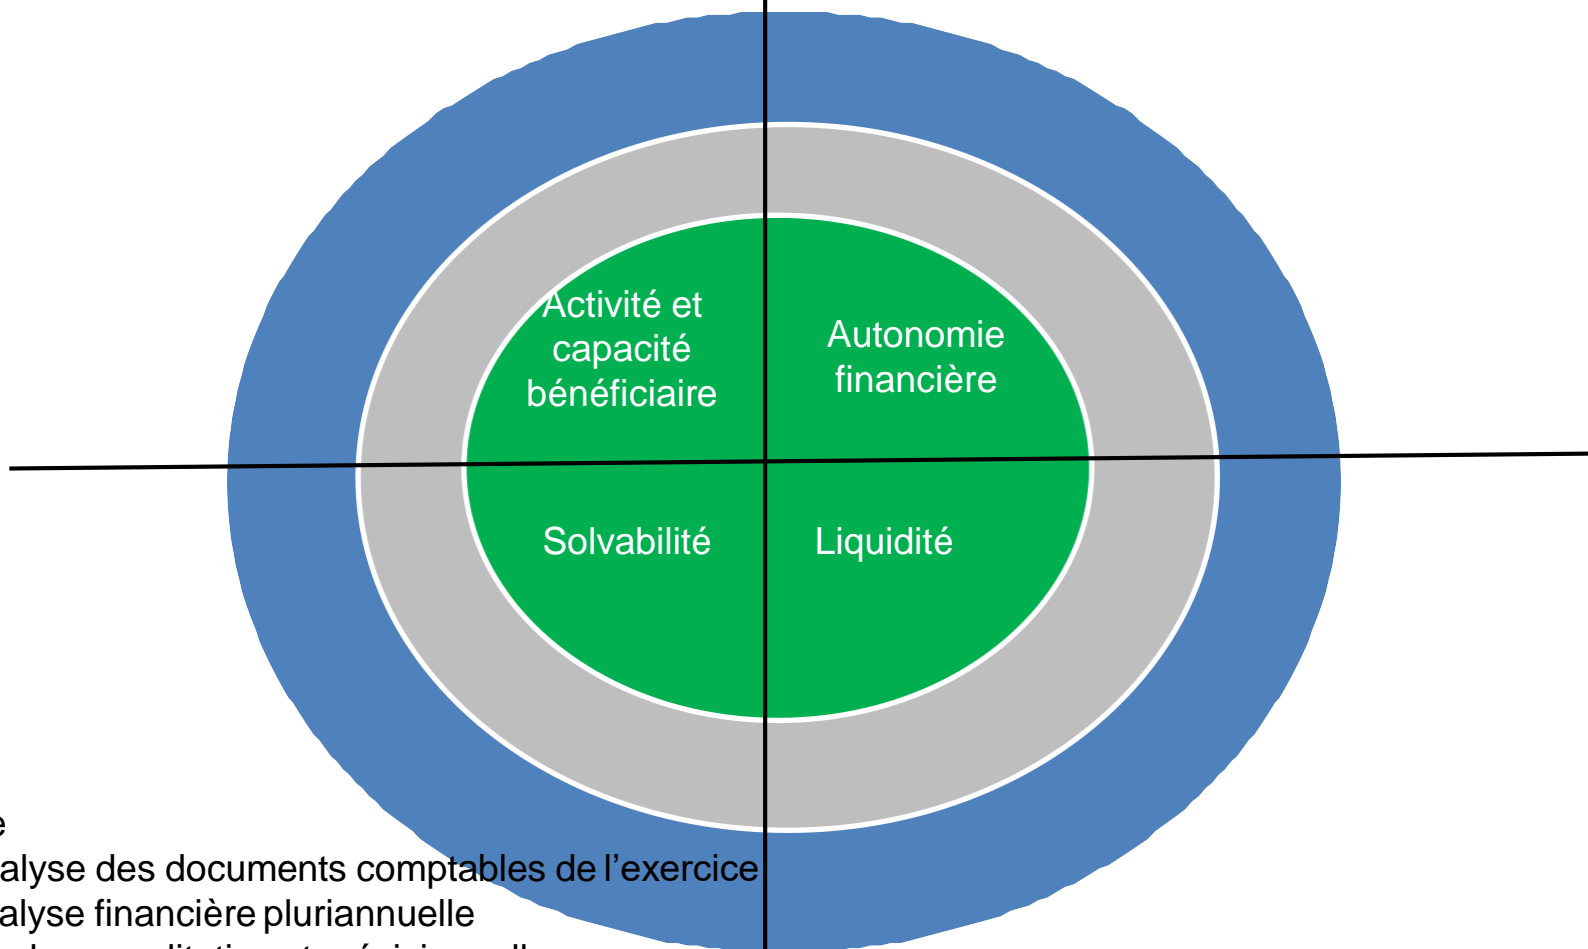 Activité et
capacité
bénéficiaire
Autonomie
financière
Solvabilité
Liquidité
e
alyse des documents comptables de l’exercice
alyse financière pluriannuelle